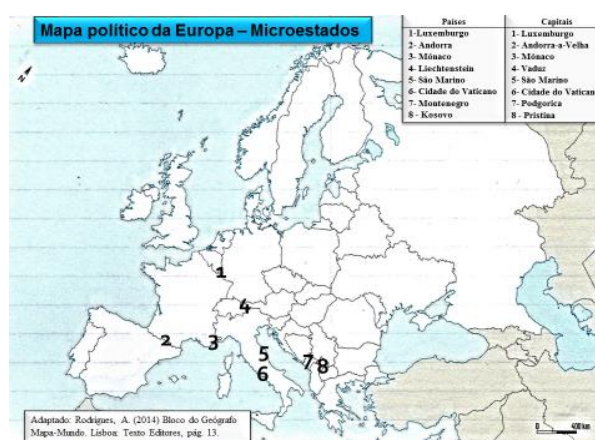 Mapa político da Europa – Microestados
Países
1-Luxemburgo
2- Andorra
3- Mónaco
4- Liechtenstein
5- São Marino
6- Cidade do Vaticano
7- Montenegro
8 - Kosovo
Capitais
1- Luxemburgo
2- Andorra-a-Velha
3- Mónaco
4- Vaduz
5- São Marino
6- Cidade do Vatican
7- Podgorica
8 - Pristina
1
4
2
3
5
6
7
8
Adaptado: Rodrigues, A. (2014) Bloco do Geógrafo
Mapa-Mundo. Lisboa: Texto Editores, pág. 13.
0 400 km